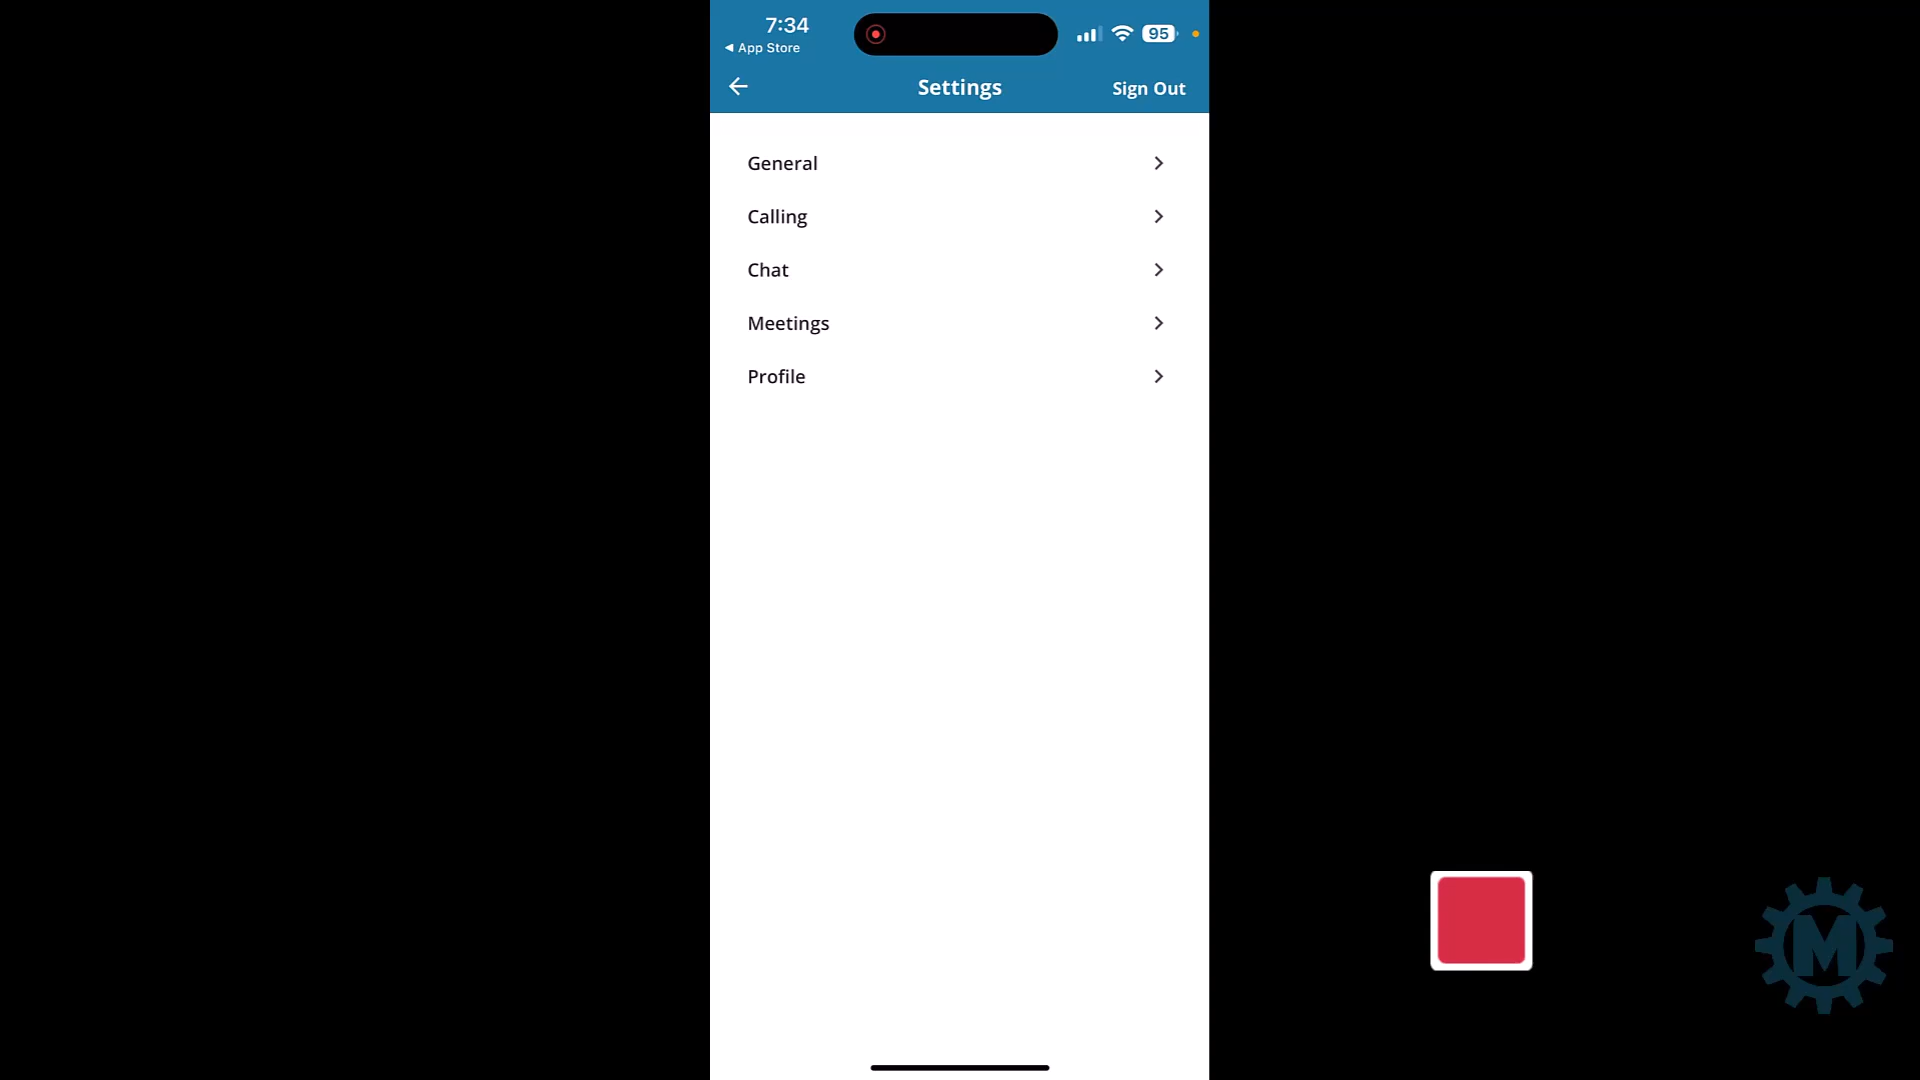 7:34
95
◀ App Store
Settings
Sign Out
General
Calling
Chat
Meetings
Profile
M